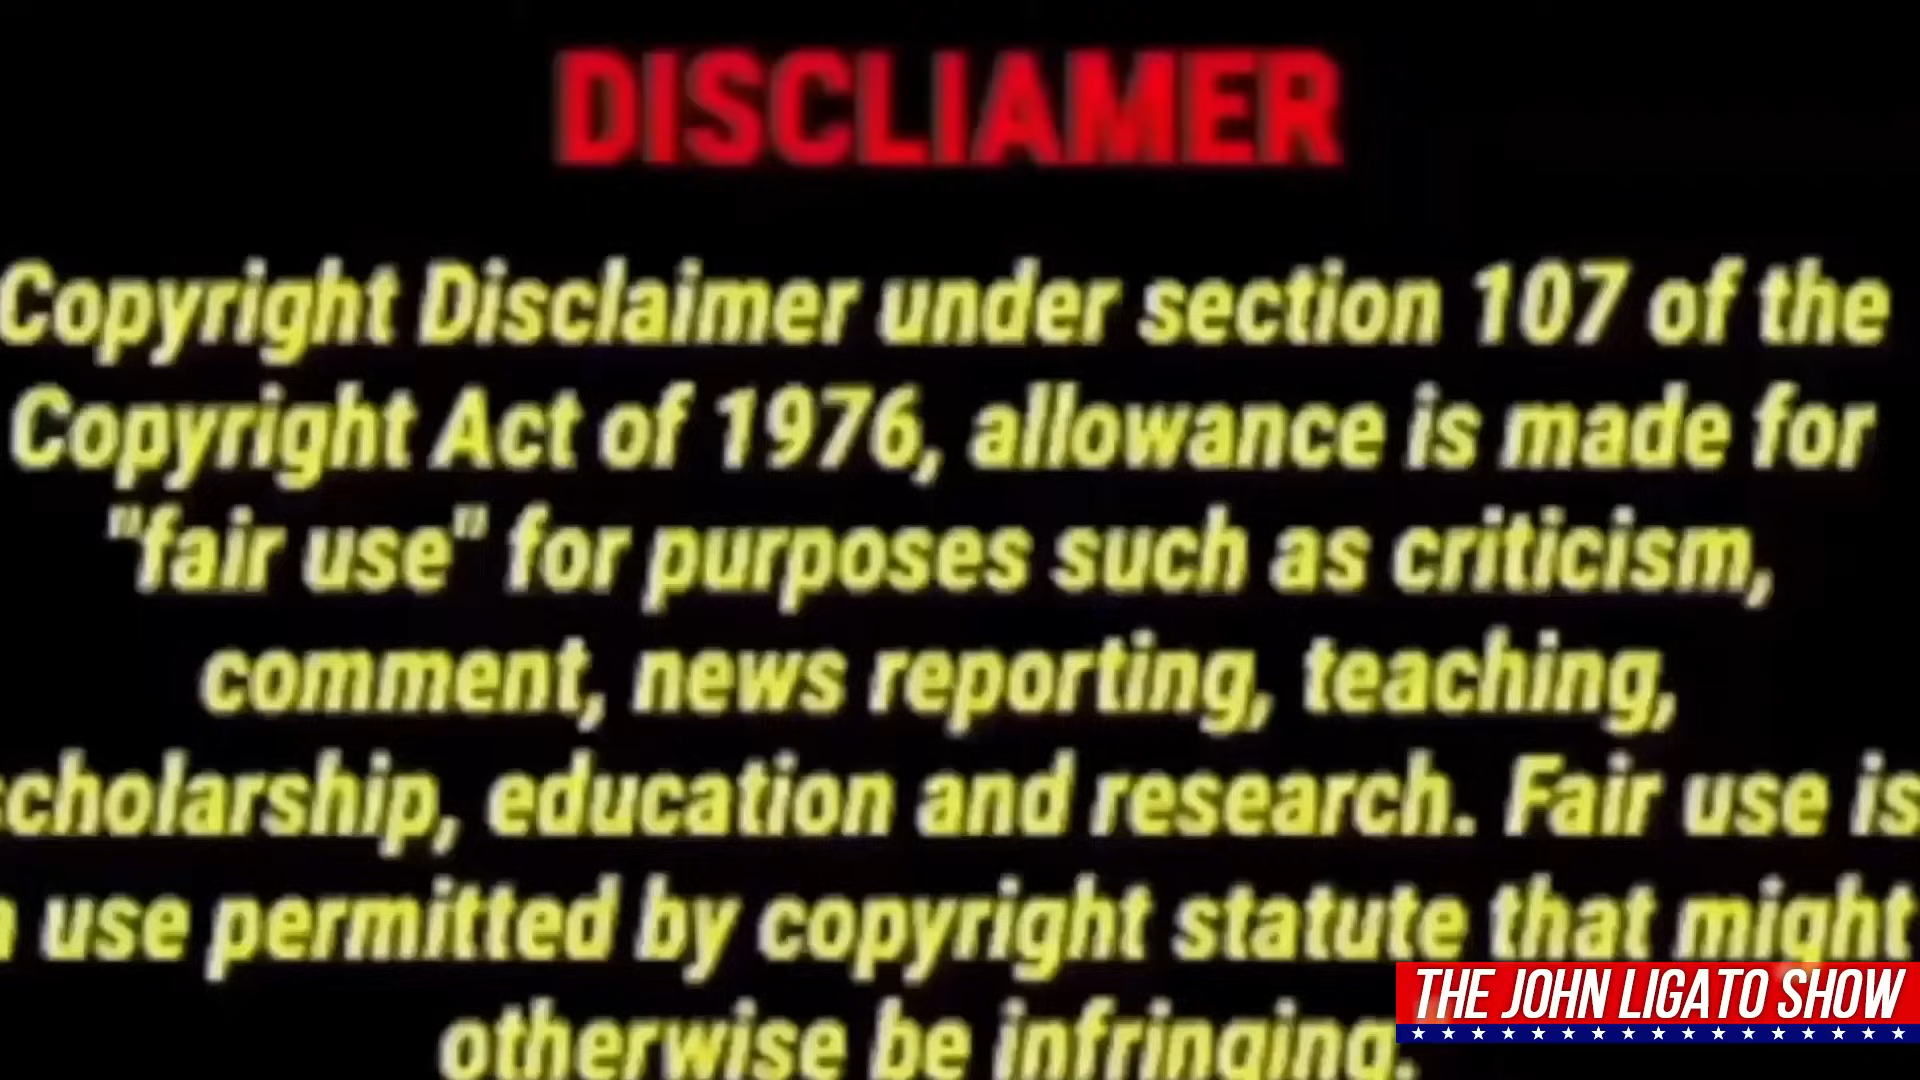 DISCLIAMER
Copyright Disclaimer under section 107 of the
Copyright Act of 1976, allowance is made for
"fair use" for purposes such as criticism,
comment, news reporting, teaching,
scholarship, education and research. Fair use is
a use permitted by copyright statute that might
otherwise be infringing.
THE JOHN LIGATO SHOW